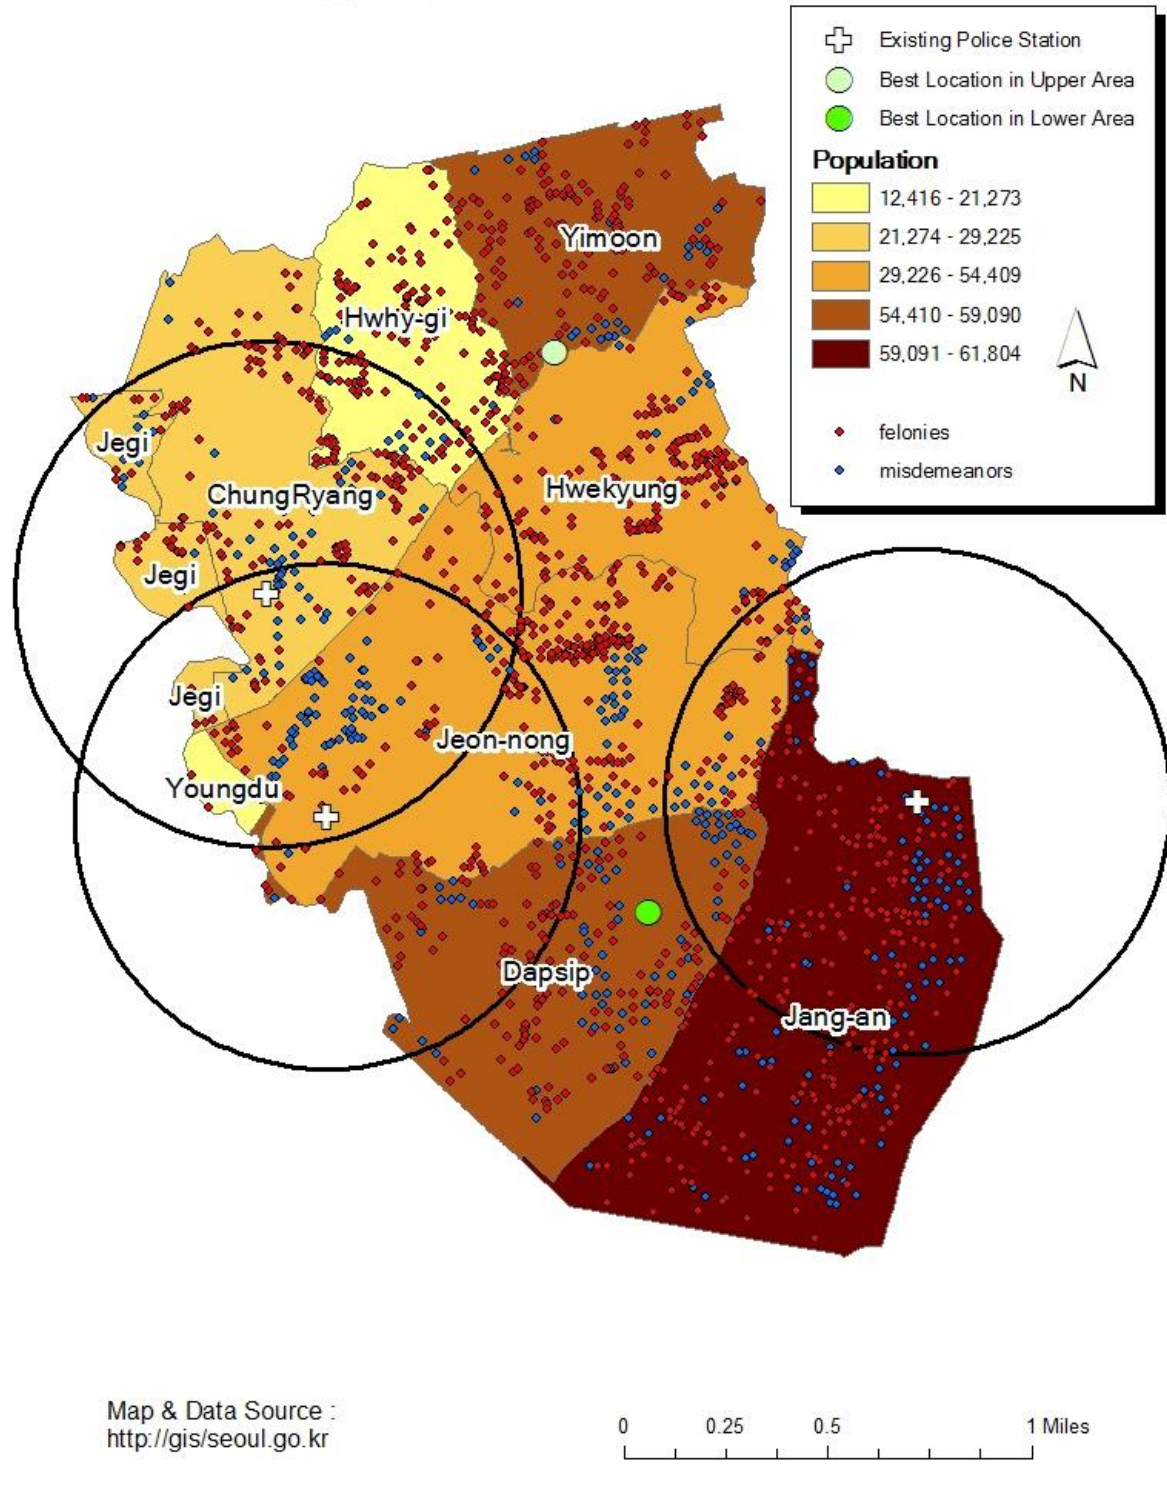 Existing Police Station
Best Location in Upper Area
Best Location in Lower Area
Population
12,416 - 21,273
21,274 - 29,225
29,226 - 54,409
54,410 - 59,090
59,091 - 61,804
N
felonies
misdemeanors
Yimoon
Hwhy-gi
Jegi
ChungRyang
Hwekyung
Jegi
Jegi
Jeon-nong
Youngdu
Dapsip
Jang-an
Map & Data Source :
http://gis/seoul.go.kr
0 0.25 0.5 1 Miles